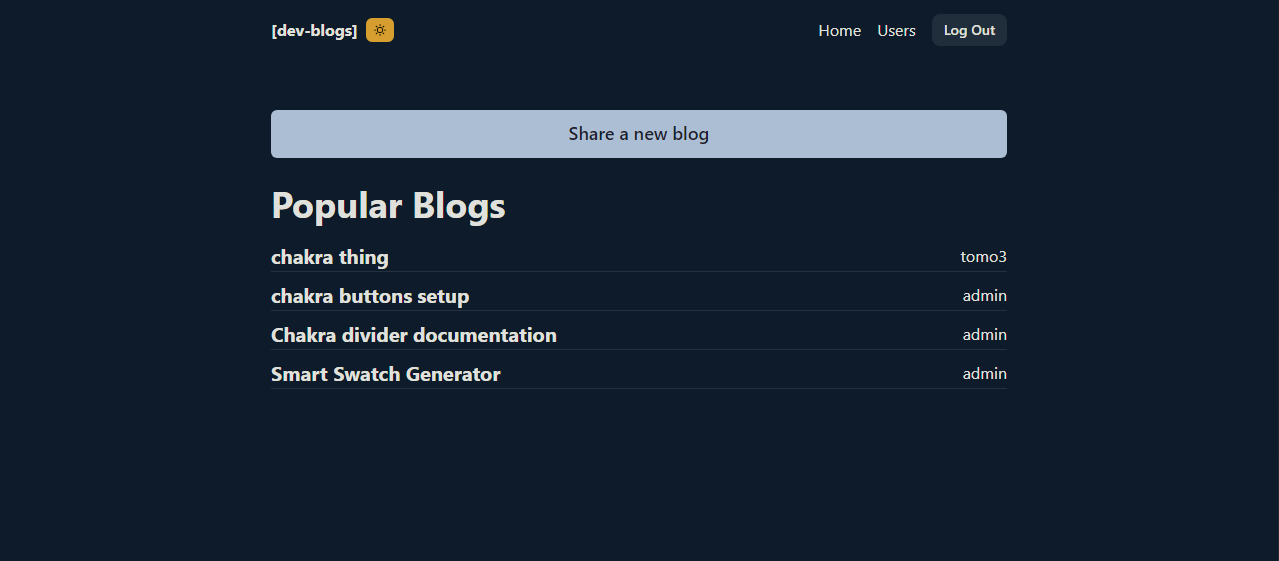 [dev-blogs] Home Users Log Out
Share a new blog
Popular Blogs
chakra thing tomo3
chakra buttons setup admin
Chakra divider documentation admin
Smart Swatch Generator admin